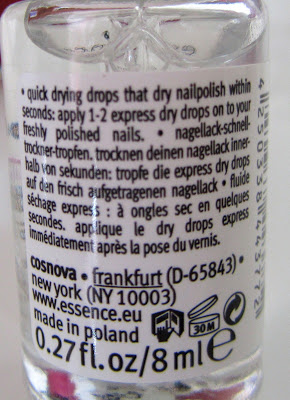 • quick drying drops that dry nailpolish within
seconds: apply 1-2 express dry drops on to your
freshly polished nails. • nagellack-schnell-
trockner-tropfen. trocknen deinen nagellack inner-
halb von sekunden: tropfe die express dry drops
auf den frisch aufgetragenen nagellack • fluide
séchage express : à ongles sec en quelques
secondes. applique le dry drops express
immédiatement après la pose du vernis.
cosnova • frankfurt (D-65843) •
new york (NY 10003)
www.essence.eu
made in poland
30M
0.27fl.oz/8ml℮